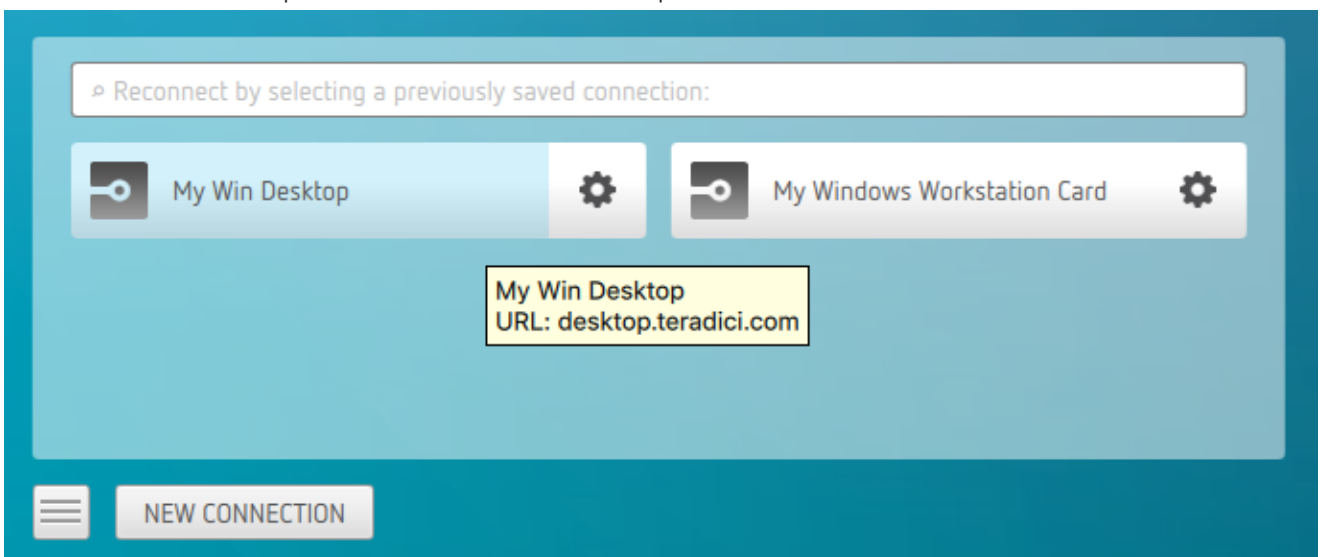 Reconnect by selecting a previously saved connection:
My Win Desktop
My Windows Workstation Card
My Win Desktop
URL: desktop.teradici.com
NEW CONNECTION